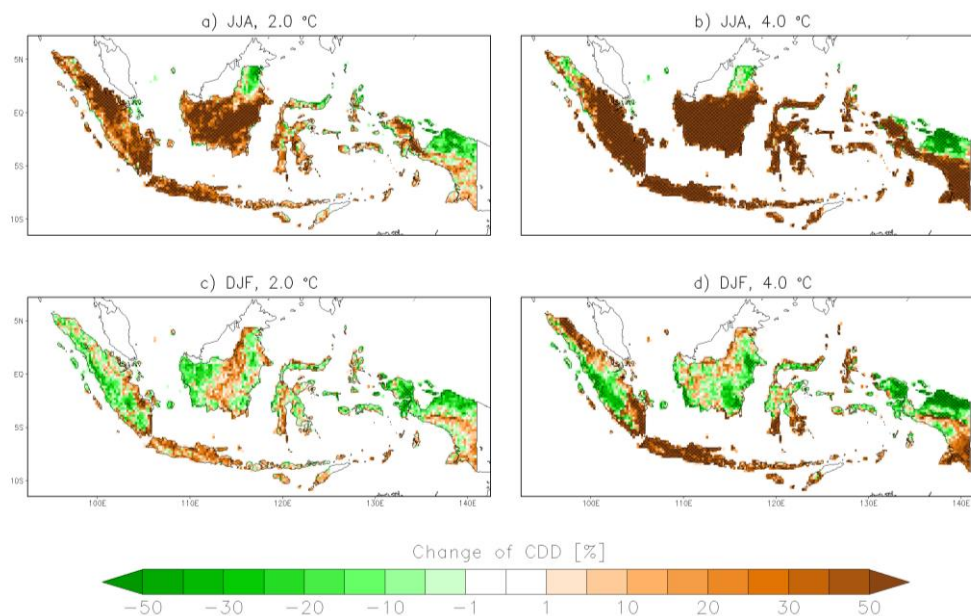 a) JJA, 2.0 °C
b) JJA, 4.0 °C
5N
EQ
5S
10S
c) DJF, 2.0 °C
d) DJF, 4.0 °C
5N
EQ
5S
10S
100E 110E 120E 130E 140E
100E 110E 120E 130E 140E
Change of CDD [%]
−50 −30 −20 −10 −1 1 10 20 30 50